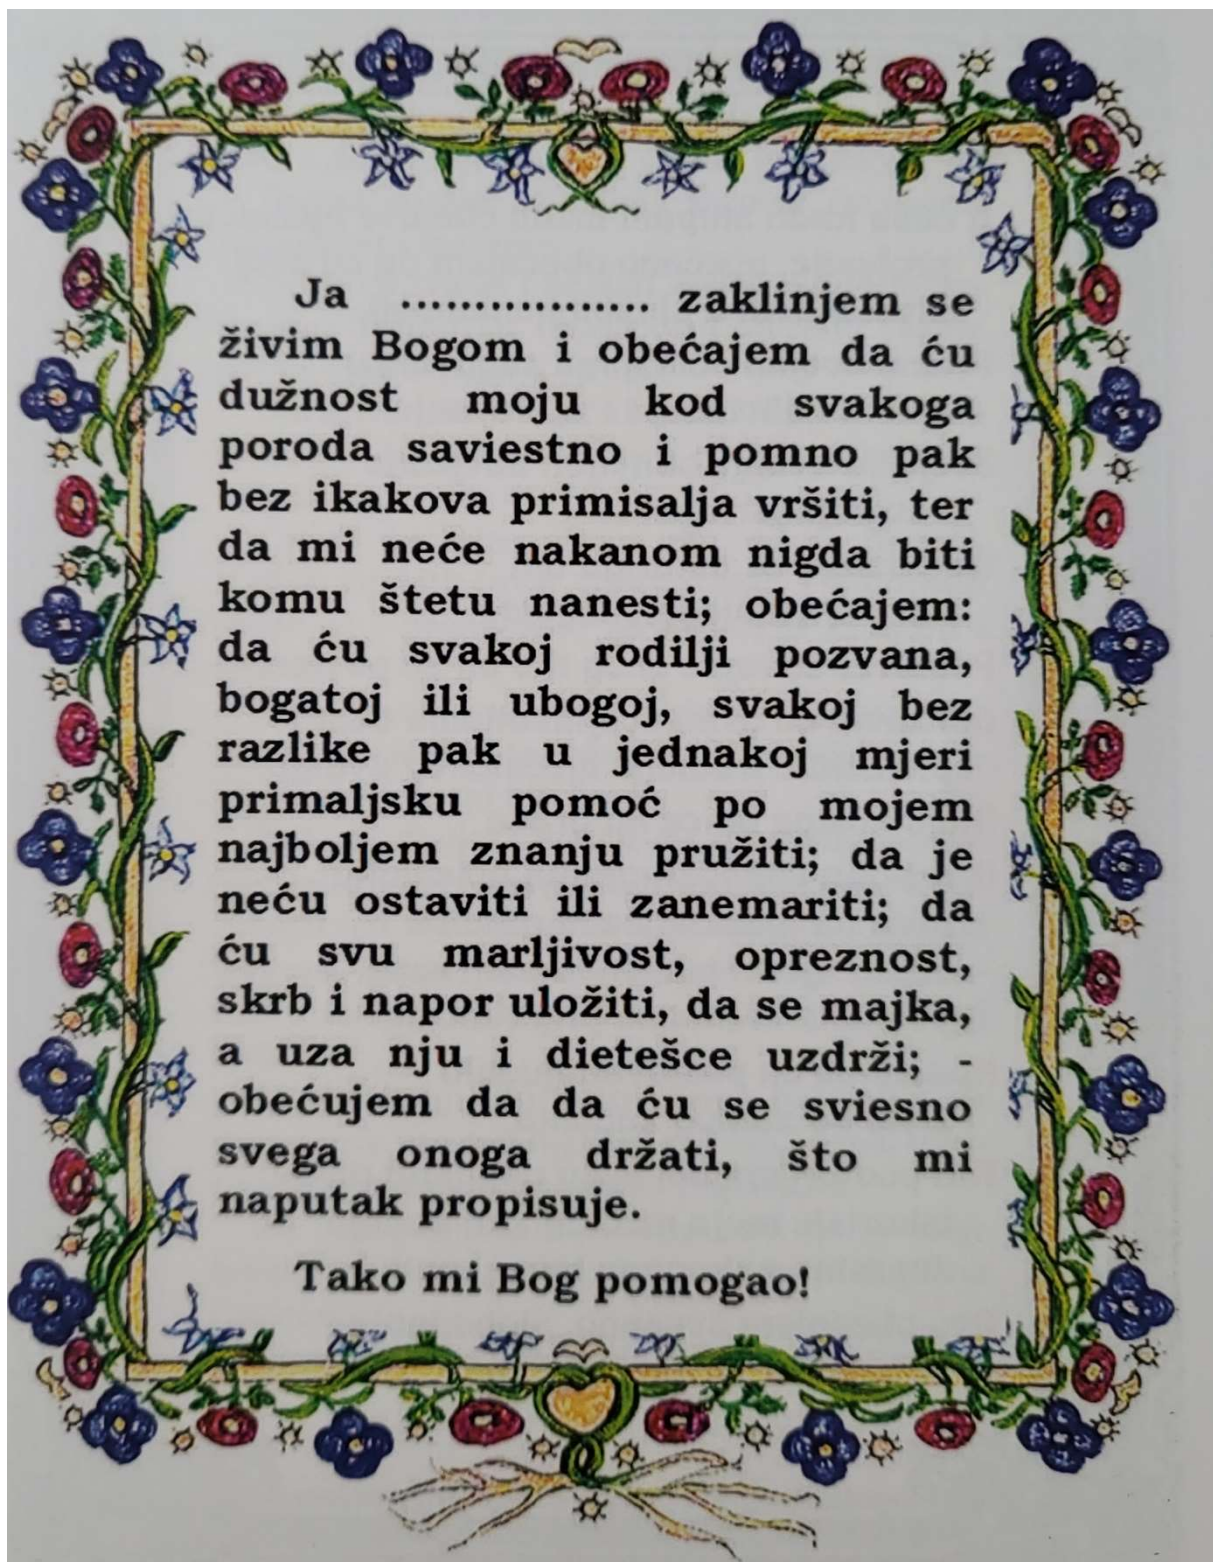 Ja ................. zaklinjem se
živim Bogom i obećajem da ću
dužnost moju kod svakoga
poroda saviestno i pomno pak
bez ikakova primisalja vršiti, ter
da mi neće nakanom nigda biti
komu štetu nanesti; obećajem:
da ću svakoj rodilji pozvana,
bogatoj ili ubogoj, svakoj bez
razlike pak u jednakoj mjeri
primaljsku pomoć po mojem
najboljem znanju pružiti; da je
neću ostaviti ili zanemariti; da
ću svu marljivost, opreznost,
skrb i napor uložiti, da se majka,
a uza nju i dietešce uzdrži; -
obećujem da da ću se sviesno
svega onoga držati, što mi
naputak propisuje.
Tako mi Bog pomogao!